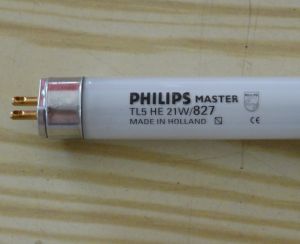 PHILIPS MASTER
TL5 HE 21W/827
MADE IN HOLLAND CE